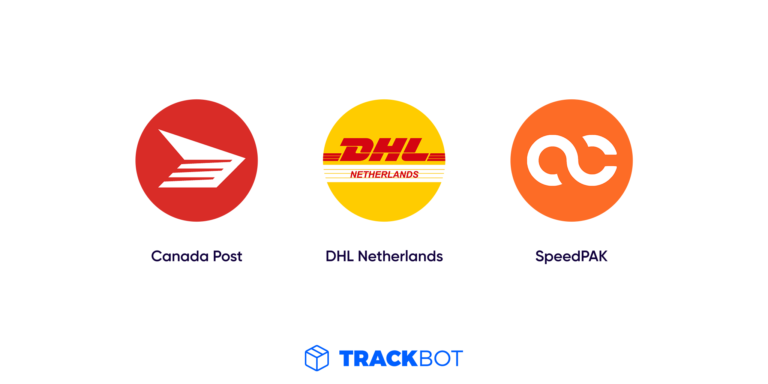 DHL
NETHERLANDS
Canada Post
DHL Netherlands
SpeedPAK
TRACKBOT